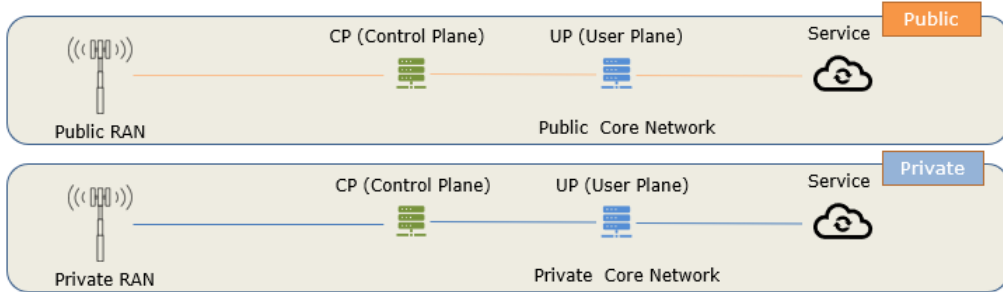 Public
CP (Control Plane)
UP (User Plane)
Service
Public RAN
Public Core Network
Private
CP (Control Plane)
UP (User Plane)
Service
Private RAN
Private Core Network